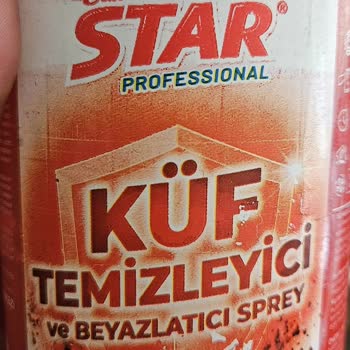 STAR®
PROFESSIONAL
KÜF
TEMİZLEYİCİ
ve BEYAZLATICI SPREY